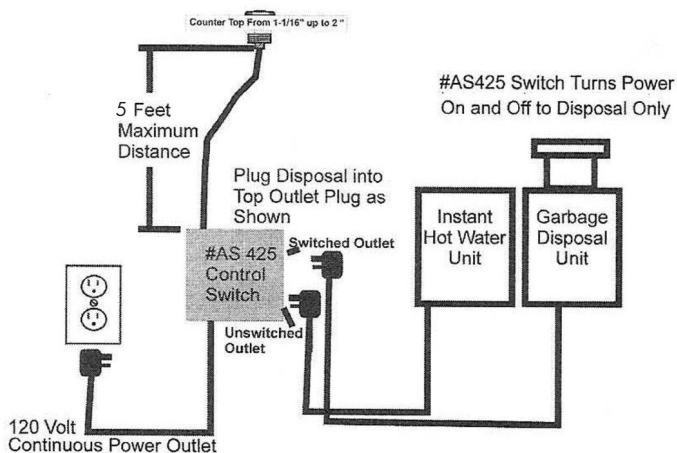 Counter Top From 1-1/16" up to 2 "
#AS425 Switch Turns Power
On and Off to Disposal Only
5 Feet
Maximum
Distance
Plug Disposal into
Top Outlet Plug as
Shown
#AS 425
Control
Switch
Switched Outlet
Unswitched
Outlet
Instant
Hot Water
Unit
Garbage
Disposal
Unit
120 Volt
Continuous Power Outlet